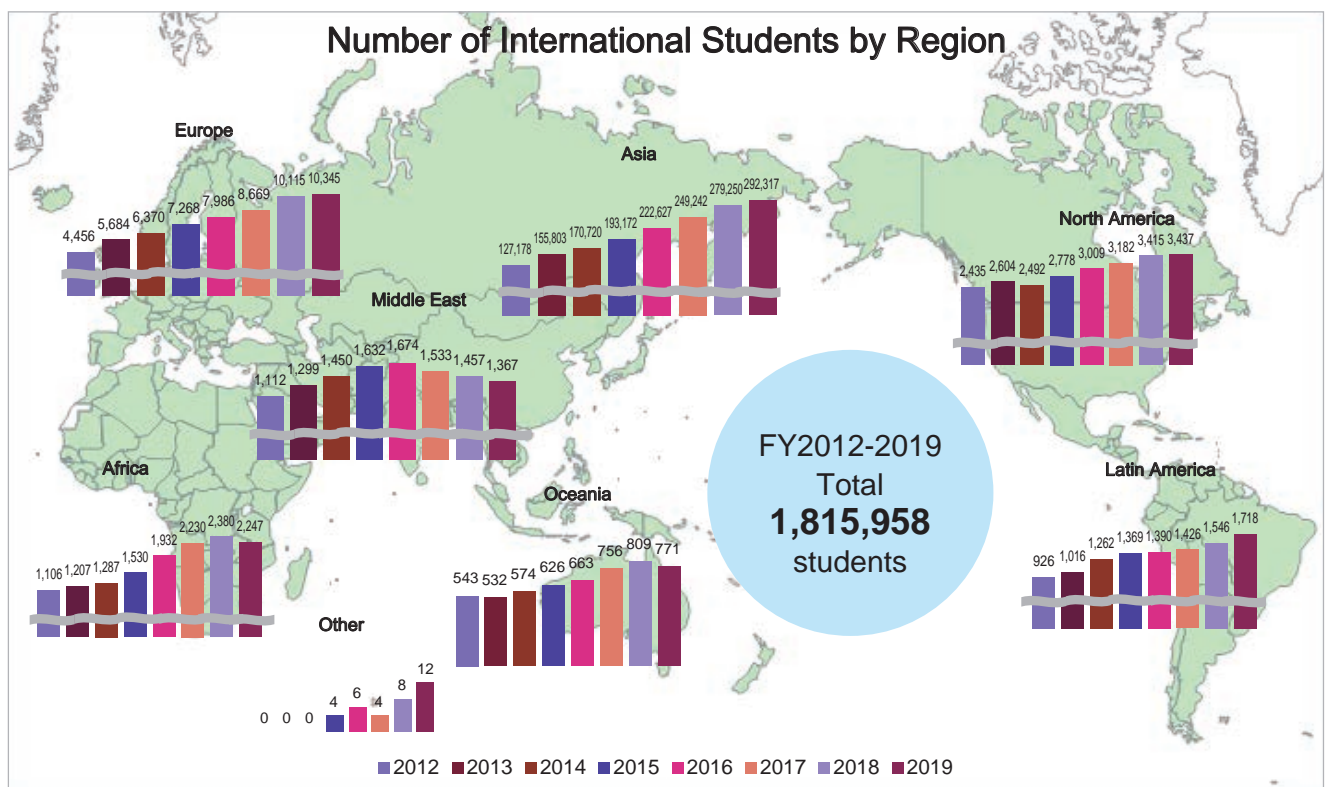 Number of International Students by Region
Europe
4,456 5,684 6,370 7,268 7,986 8,669 10,115 10,345
Asia
127,178 155,803 170,720 193,172 222,627 249,242 279,250 292,317
North America
2,435 2,604 2,492 2,778 3,009 3,182 3,415 3,437
Middle East
1,112 1,299 1,450 1,632 1,674 1,533 1,457 1,367
Africa
1,106 1,207 1,287 1,530 1,932 2,230 2,380 2,247
Oceania
543 532 574 626 663 756 809 771
FY2012-2019
Total
1,815,958
students
Latin America
926 1,016 1,262 1,369 1,390 1,426 1,546 1,718
Other
0 0 0 4 6 4 8 12
2012 2013 2014 2015 2016 2017 2018 2019